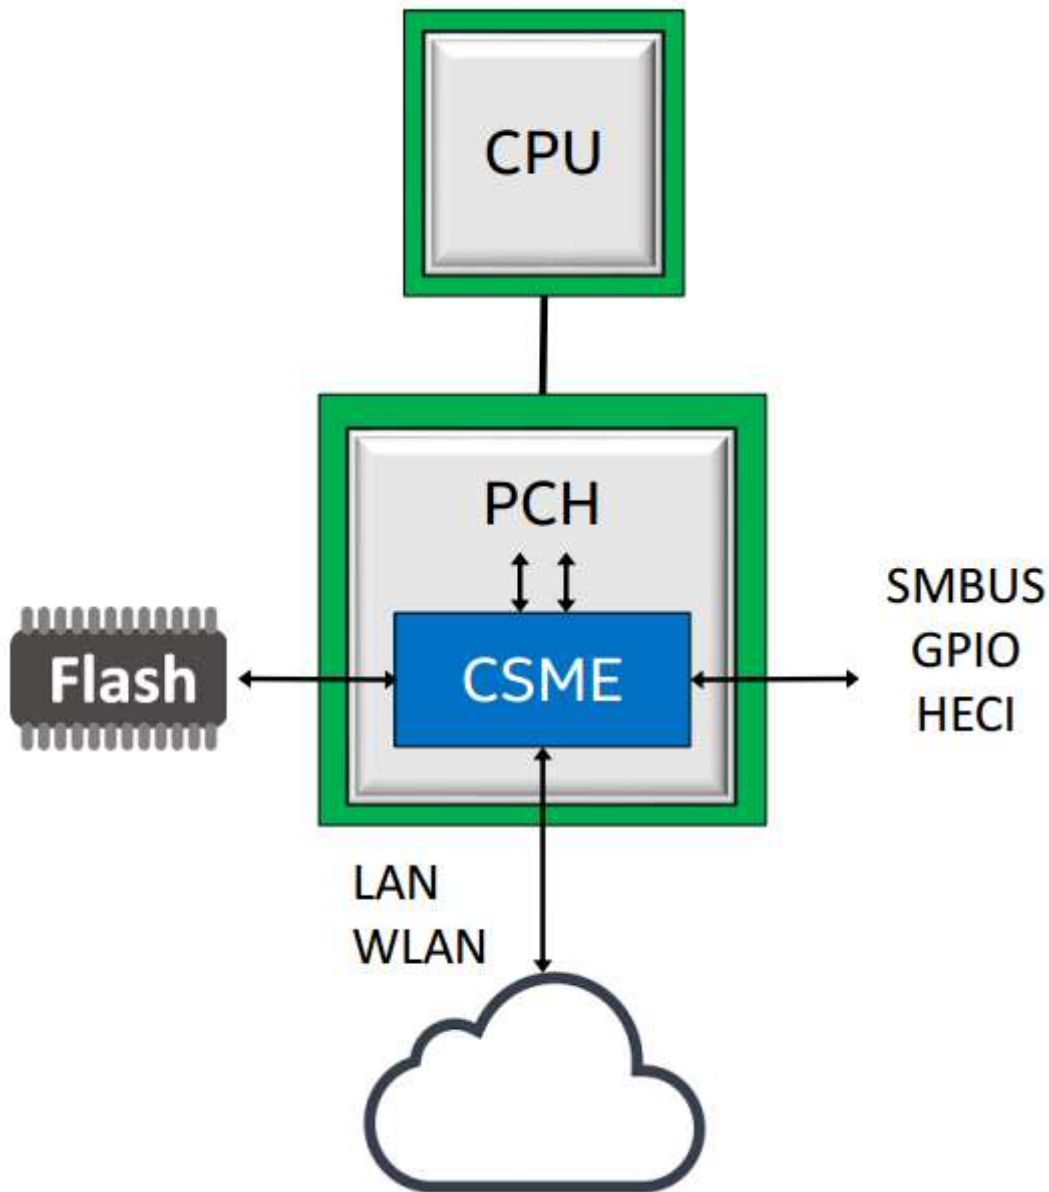 CPU
PCH
CSME
Flash
SMBUS
GPIO
HECI
LAN
WLAN